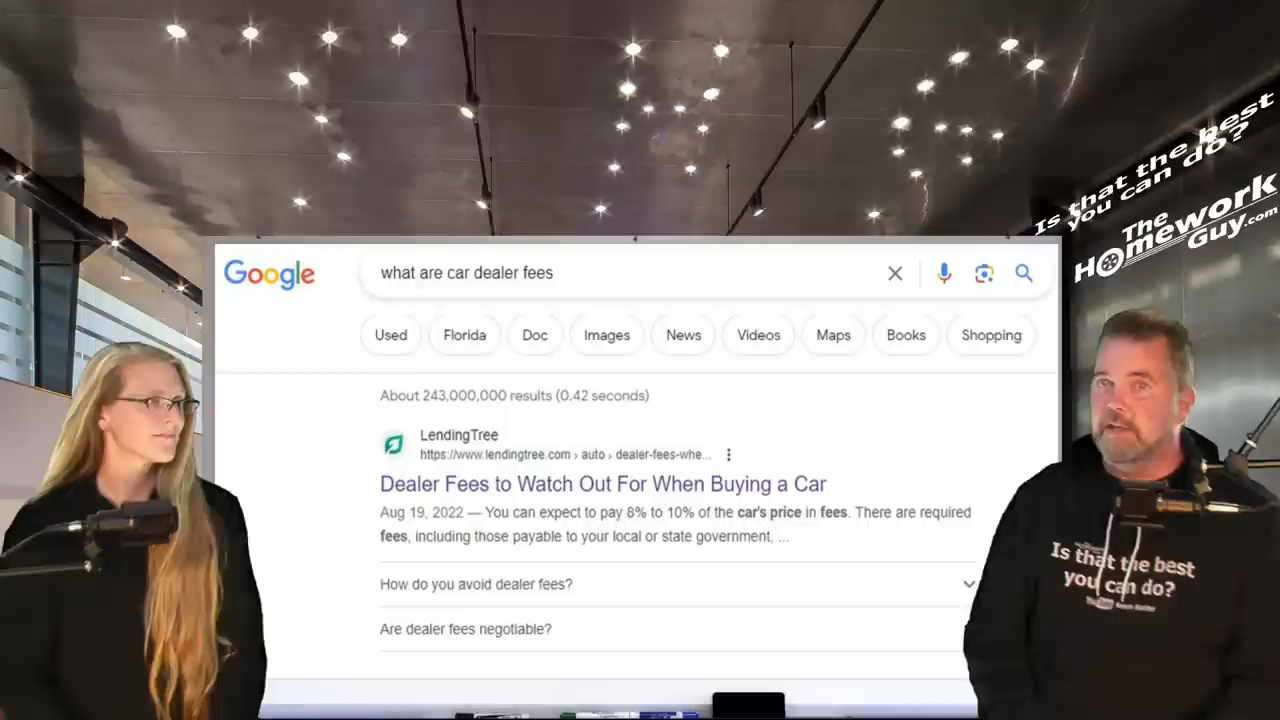 Is that the best
you can do?
The
Homework
Guy.com
Google
what are car dealer fees
Used
Florida
Doc
Images
News
Videos
Maps
Books
Shopping
About 243,000,000 results (0.42 seconds)
LendingTree
https://www.lendingtree.com › auto › dealer-fees-whe...
Dealer Fees to Watch Out For When Buying a Car
Aug 19, 2022 — You can expect to pay 8% to 10% of the car's price in fees. There are required
fees, including those payable to your local or state government, ...
How do you avoid dealer fees?
Are dealer fees negotiable?
Is that the best
you can do?